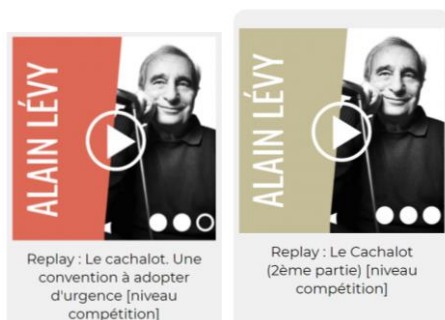 ALAIN LÉVY
Replay : Le cachalot. Une
convention à adopter
d'urgence [niveau
compétition]
ALAIN LÉVY
Replay : Le Cachalot
(2ème partie) [niveau
compétition]